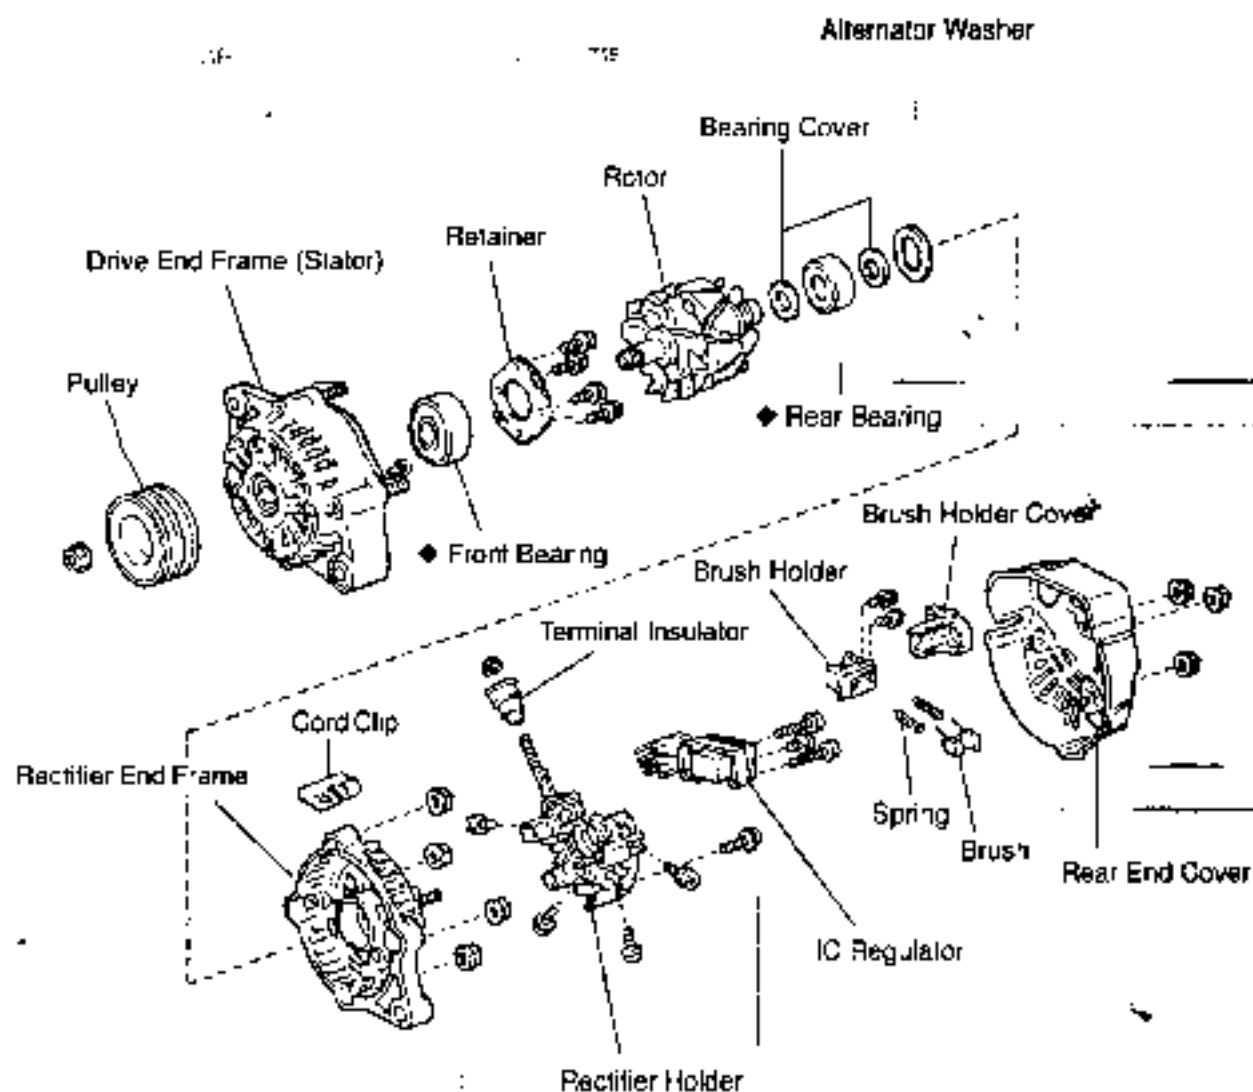 Alternator Washer
Bearing Cover
Rotor
Retainer
Drive End Frame (Stator)
Pulley
◆ Rear Bearing
Brush Holder Cover
◆ Front Bearing
Brush Holder
Terminal Insulator
Cord Clip
Rectifier End Frame
Spring
Brush
Rear End Cover
IC Regulator
Rectifier Holder